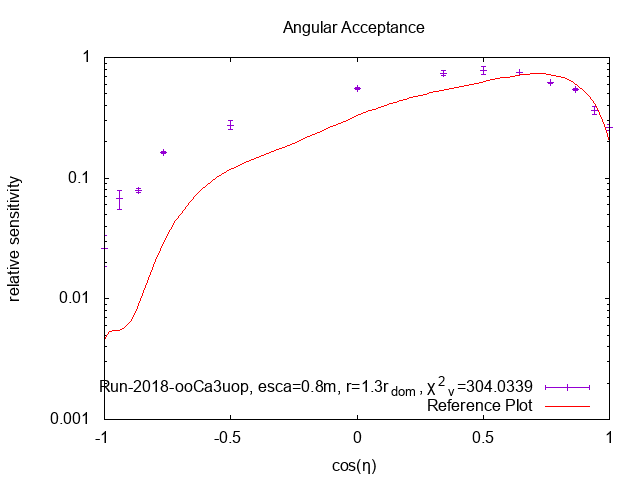 Angular Acceptance
relative sensitivity
1
0.1
0.01
0.001
Run-2018-ooCa3uop, esca=0.8m, r=1.3r_dom, χ²_ν=304.0339
Reference Plot
-1 -0.5 0 0.5 1
cos(η)